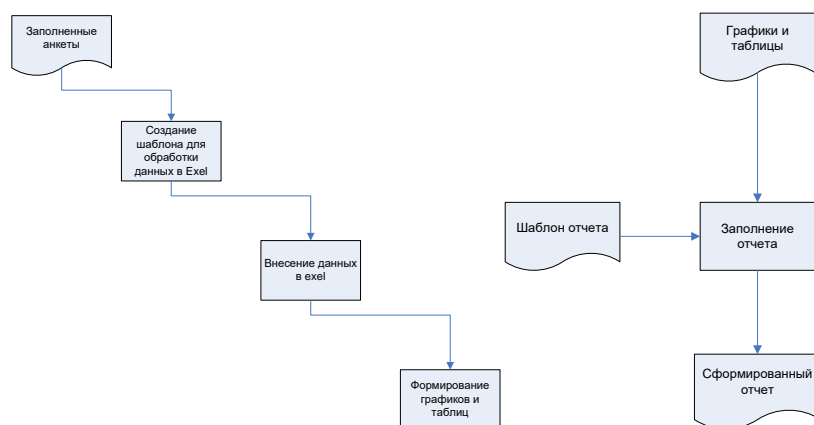 Заполненные
анкеты
Создание
шаблона для
обработки
данных в Exel
Внесение данных
в exel
Формирование
графиков и
таблиц
Графики и
таблицы
Шаблон отчета
Заполнение
отчета
Сформированный
отчет